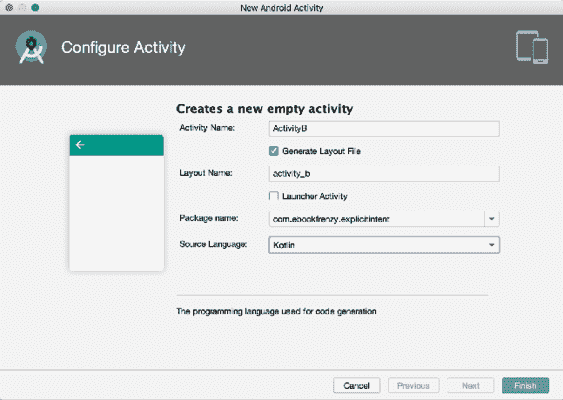 New Android Activity
Configure Activity
Creates a new empty activity
Activity Name: ActivityB
Generate Layout File
Layout Name: activity_b
Launcher Activity
Package name: com.ebookfrenzy.explicitintent
Source Language: Kotlin
The programming language used for code generation
Cancel Previous Next Finish